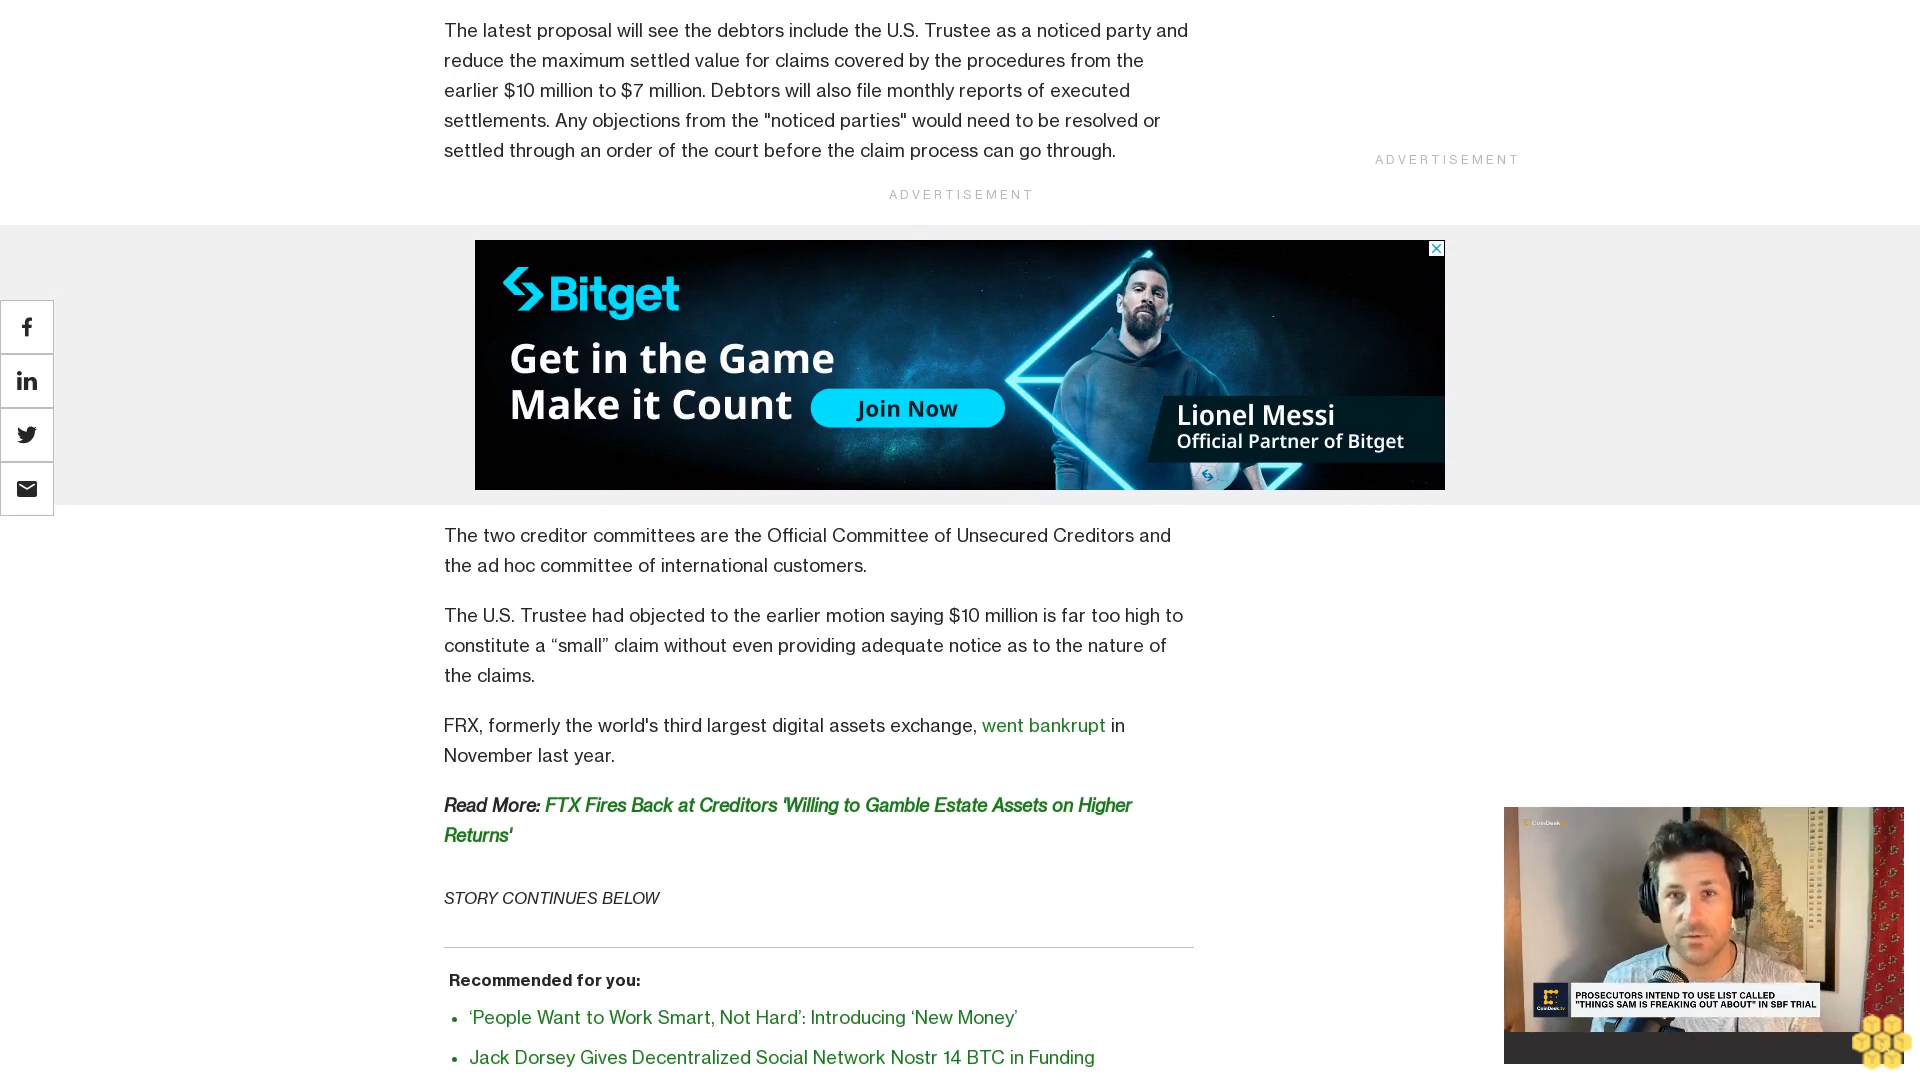 The latest proposal will see the debtors include the U.S. Trustee as a noticed party and
reduce the maximum settled value for claims covered by the procedures from the
earlier $10 million to $7 million. Debtors will also file monthly reports of executed
settlements. Any objections from the "noticed parties" would need to be resolved or
settled through an order of the court before the claim process can go through.
ADVERTISEMENT
ADVERTISEMENT
Bitget
Get in the Game
Make it Count
Join Now
Lionel Messi
Official Partner of Bitget
The two creditor committees are the Official Committee of Unsecured Creditors and
the ad hoc committee of international customers.
The U.S. Trustee had objected to the earlier motion saying $10 million is far too high to
constitute a “small” claim without even providing adequate notice as to the nature of
the claims.
FRX, formerly the world's third largest digital assets exchange, went bankrupt in
November last year.
Read More: FTX Fires Back at Creditors 'Willing to Gamble Estate Assets on Higher
Returns'
STORY CONTINUES BELOW
Recommended for you:
• ‘People Want to Work Smart, Not Hard’: Introducing ‘New Money’
• Jack Dorsey Gives Decentralized Social Network Nostr 14 BTC in Funding
CoinDesk
PROSECUTORS INTEND TO USE LIST CALLED
"THINGS SAM IS FREAKING OUT ABOUT" IN SBF TRIAL
CoinDesk.tv